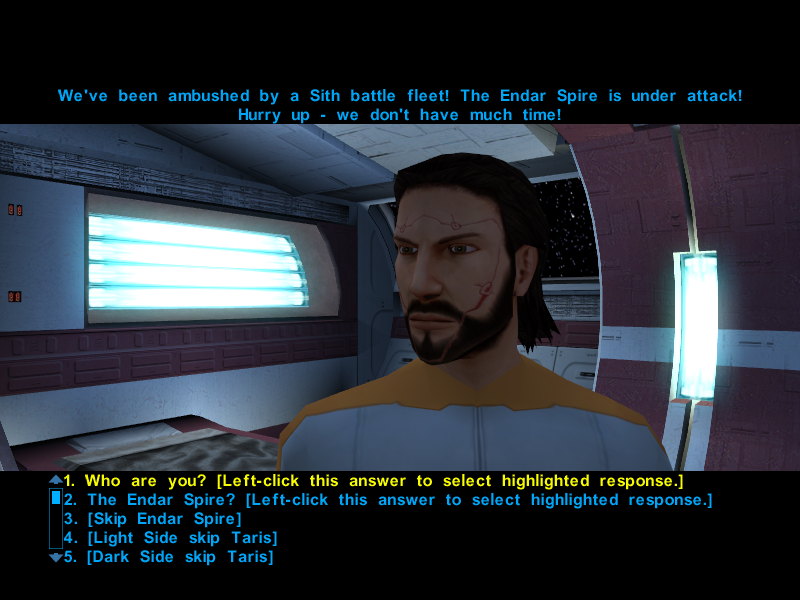 We've been ambushed by a Sith battle fleet! The Endar Spire is under attack!
Hurry up - we don't have much time!
1. Who are you? [Left-click this answer to select highlighted response.]
2. The Endar Spire? [Left-click this answer to select highlighted response.]
3. [Skip Endar Spire]
4. [Light Side skip Taris]
5. [Dark Side skip Taris]